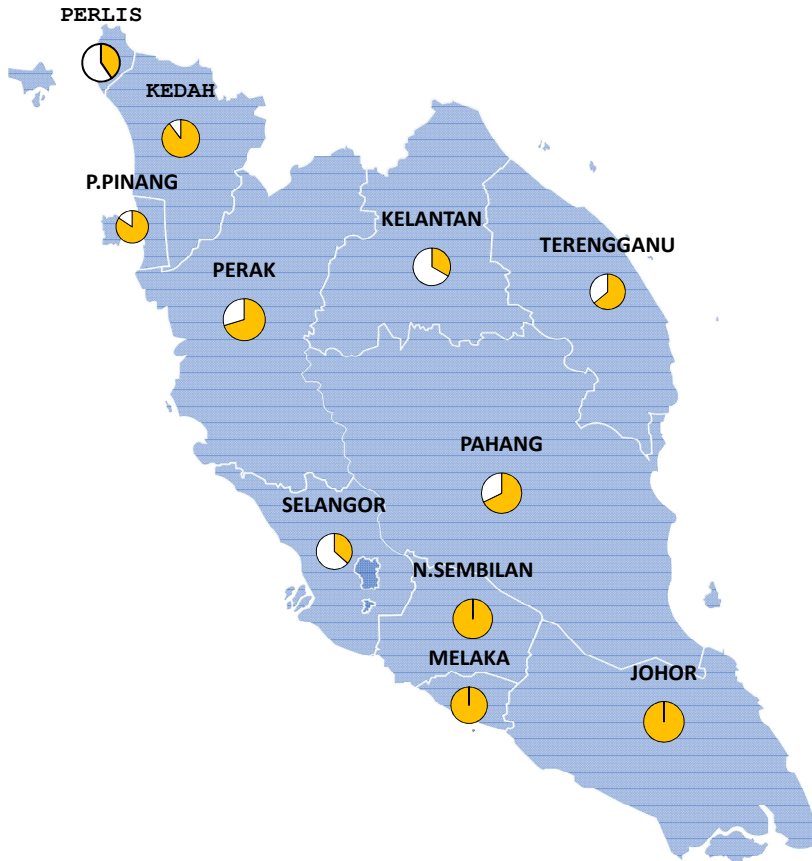 PERLIS
KEDAH
P.PINANG
KELANTAN
TERENGGANU
PERAK
PAHANG
SELANGOR
N.SEMBILAN
MELAKA
JOHOR